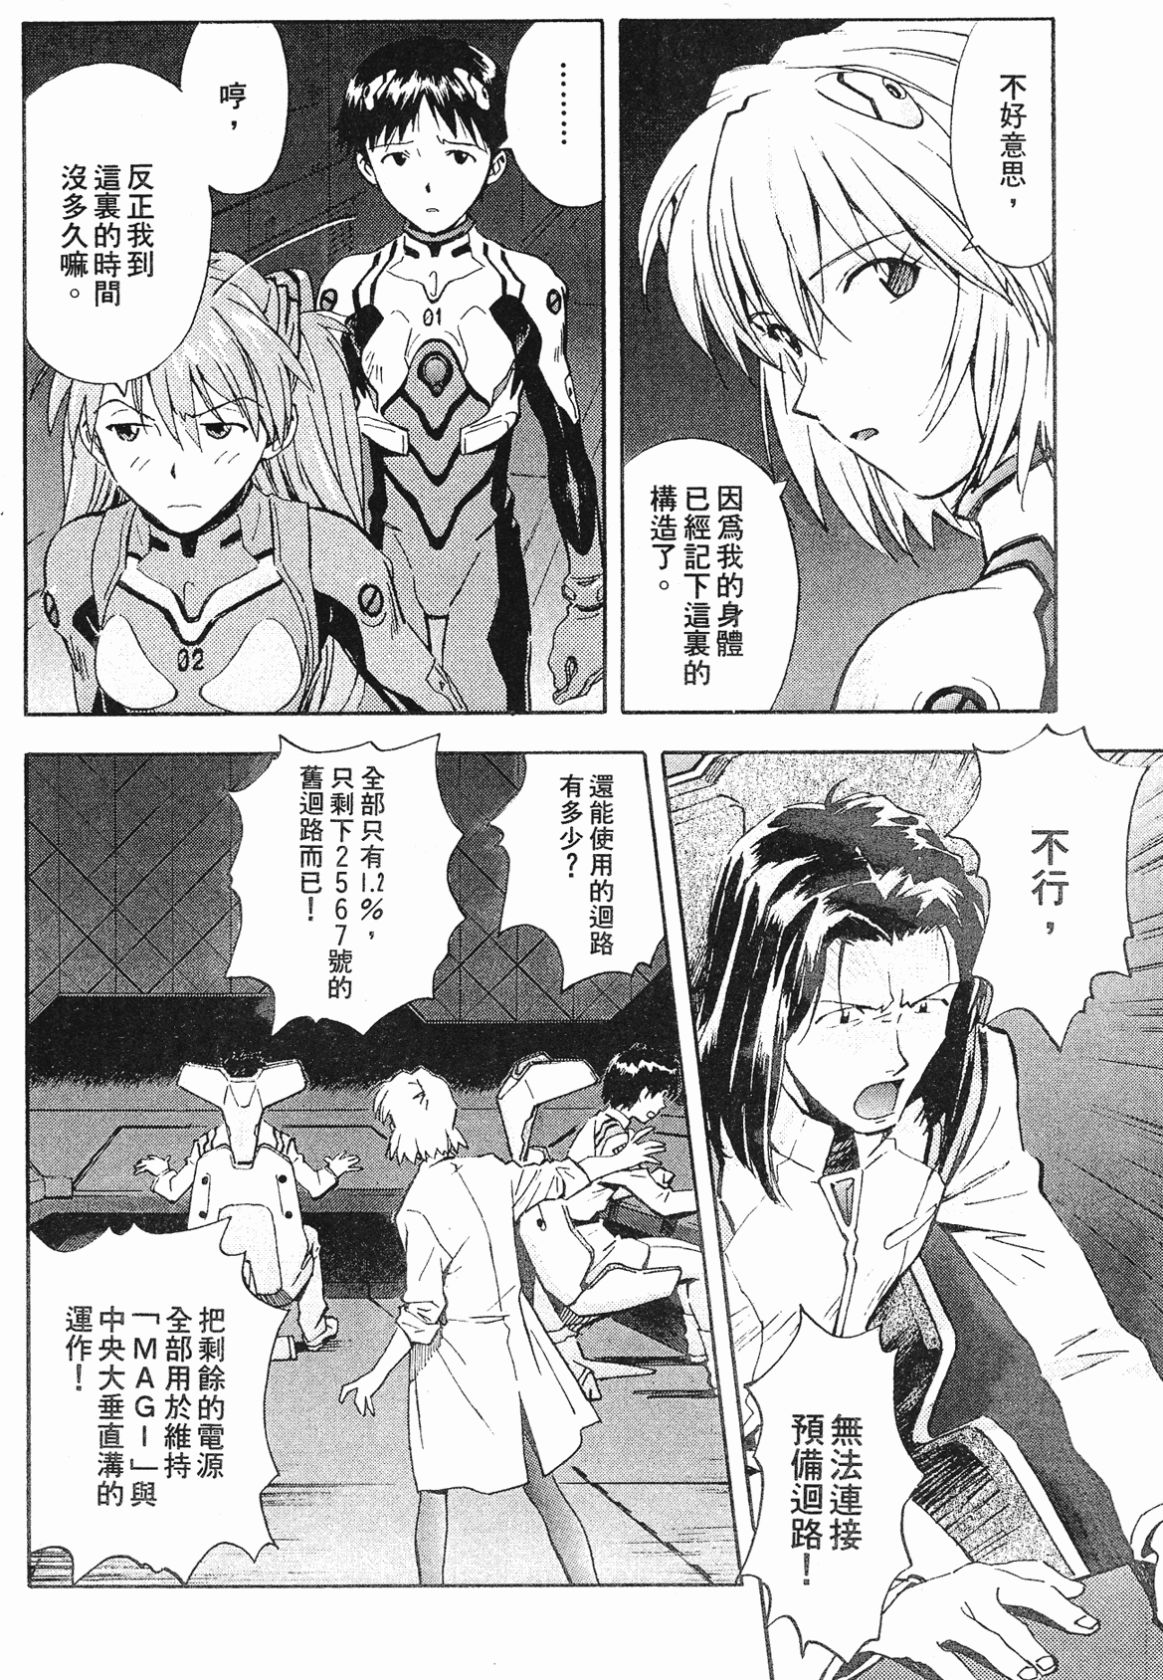 不好意思，
因爲我的身體
已經記下這裏的
構造了。
………
哼，
反正我到
這裏的時間
沒多久嘛。
01
02
不行，
無法連接
預備迴路！
還能使用的迴路
有多少？
全部只有1.2%，
只剩下2567號的
舊迴路而已！
把剩餘的電源
全部用於維持
「MAGI」與
中央大垂直溝的
運作！